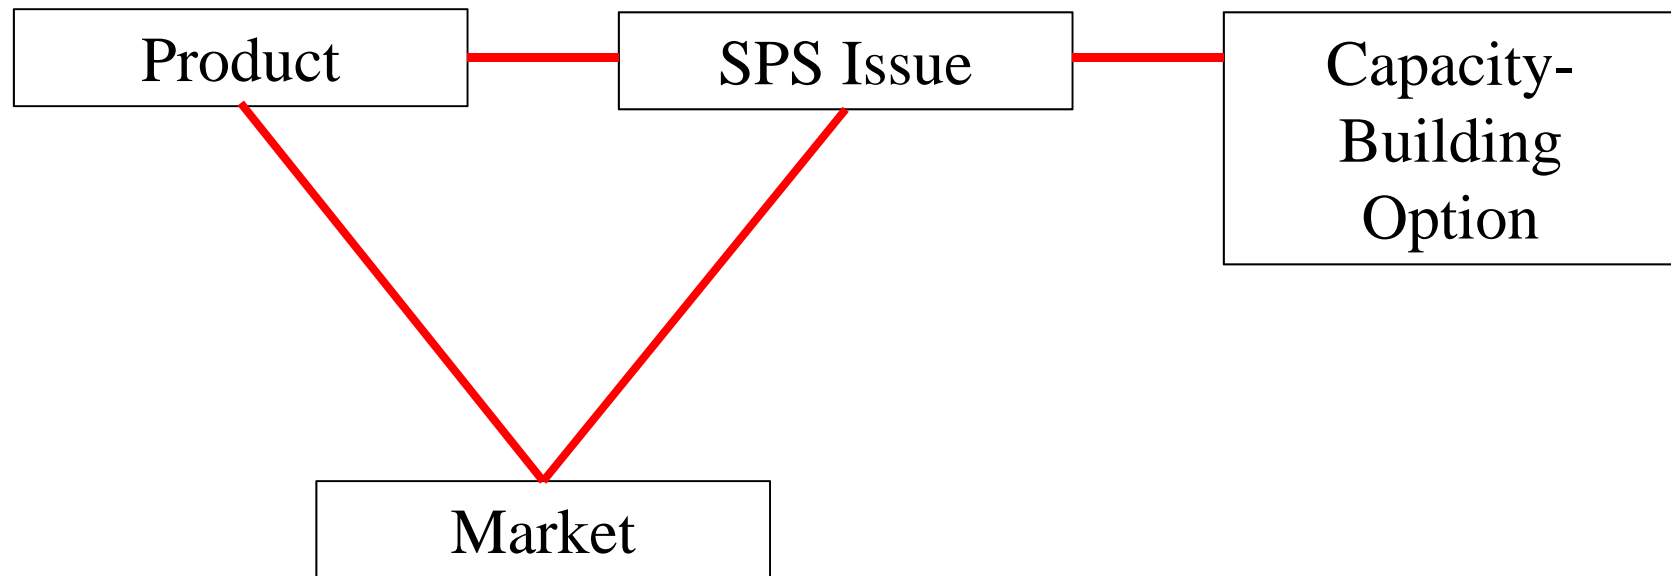 Product
SPS Issue
Capacity-
Building
Option
Market